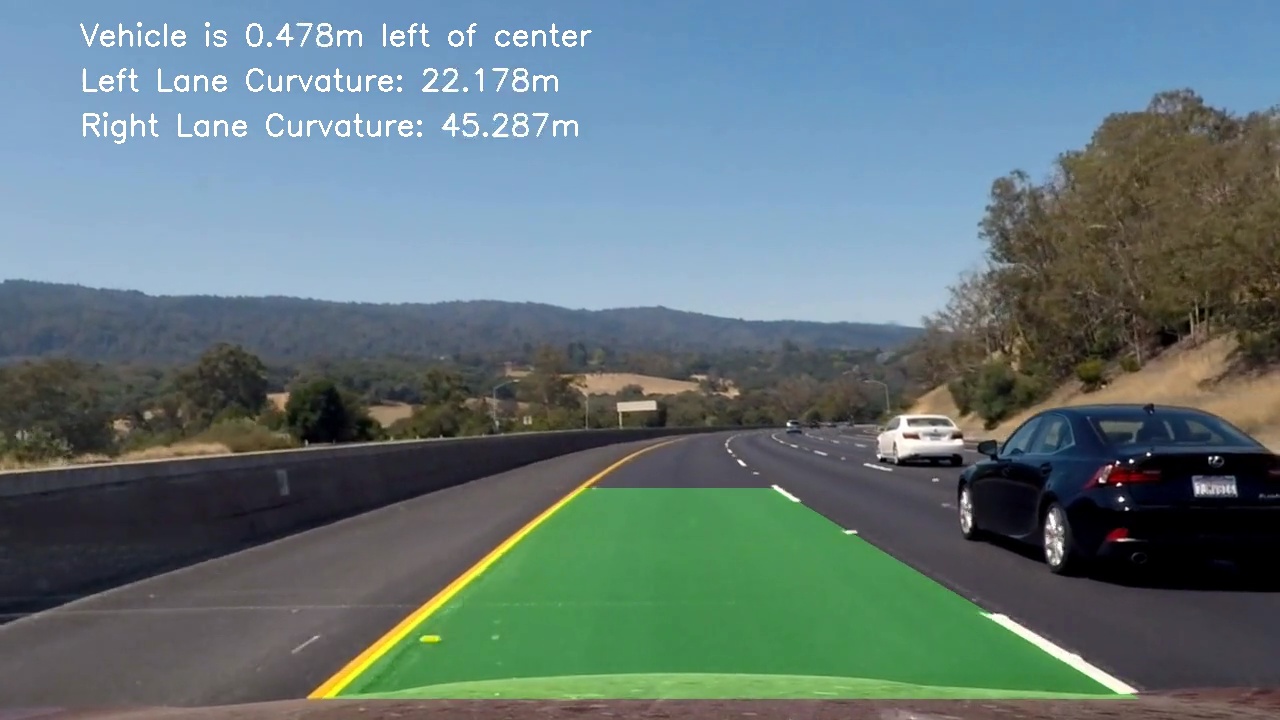 Vehicle is 0.478m left of center
Left Lane Curvature: 22.178m
Right Lane Curvature: 45.287m